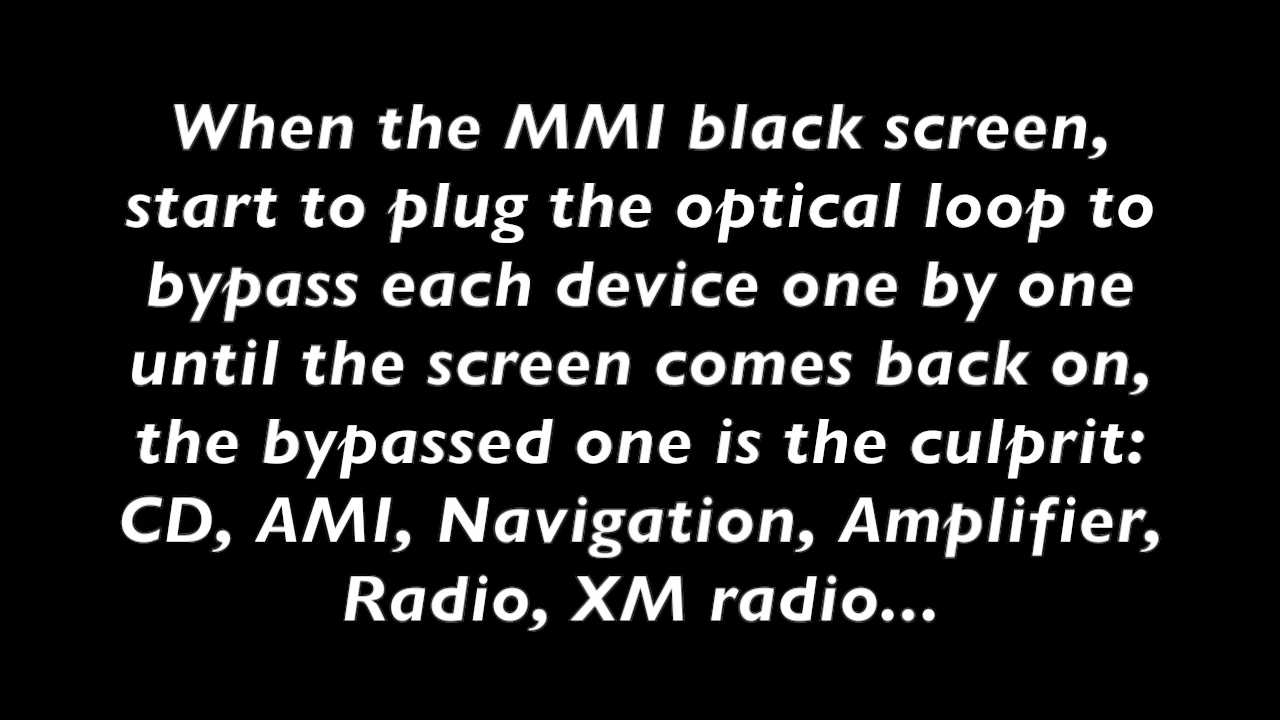 When the MMI black screen,
start to plug the optical loop to
bypass each device one by one
until the screen comes back on,
the bypassed one is the culprit:
CD, AMI, Navigation, Amplifier,
Radio, XM radio...